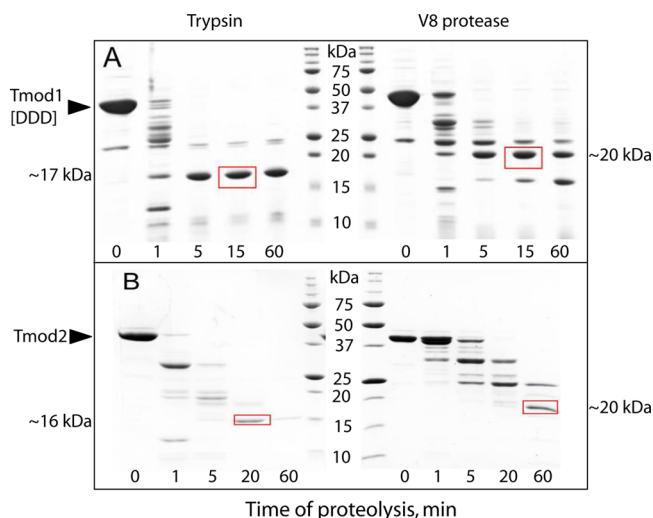 Trypsin V8 protease
A
kDa
75
50
37
25
20
15
10
Tmod1
[DDD]
~17 kDa
~20 kDa
0 1 5 15 60 0 1 5 15 60
B
kDa
75
50
37
25
20
15
10
Tmod2
~16 kDa
~20 kDa
0 1 5 20 60 0 1 5 20 60
Time of proteolysis, min